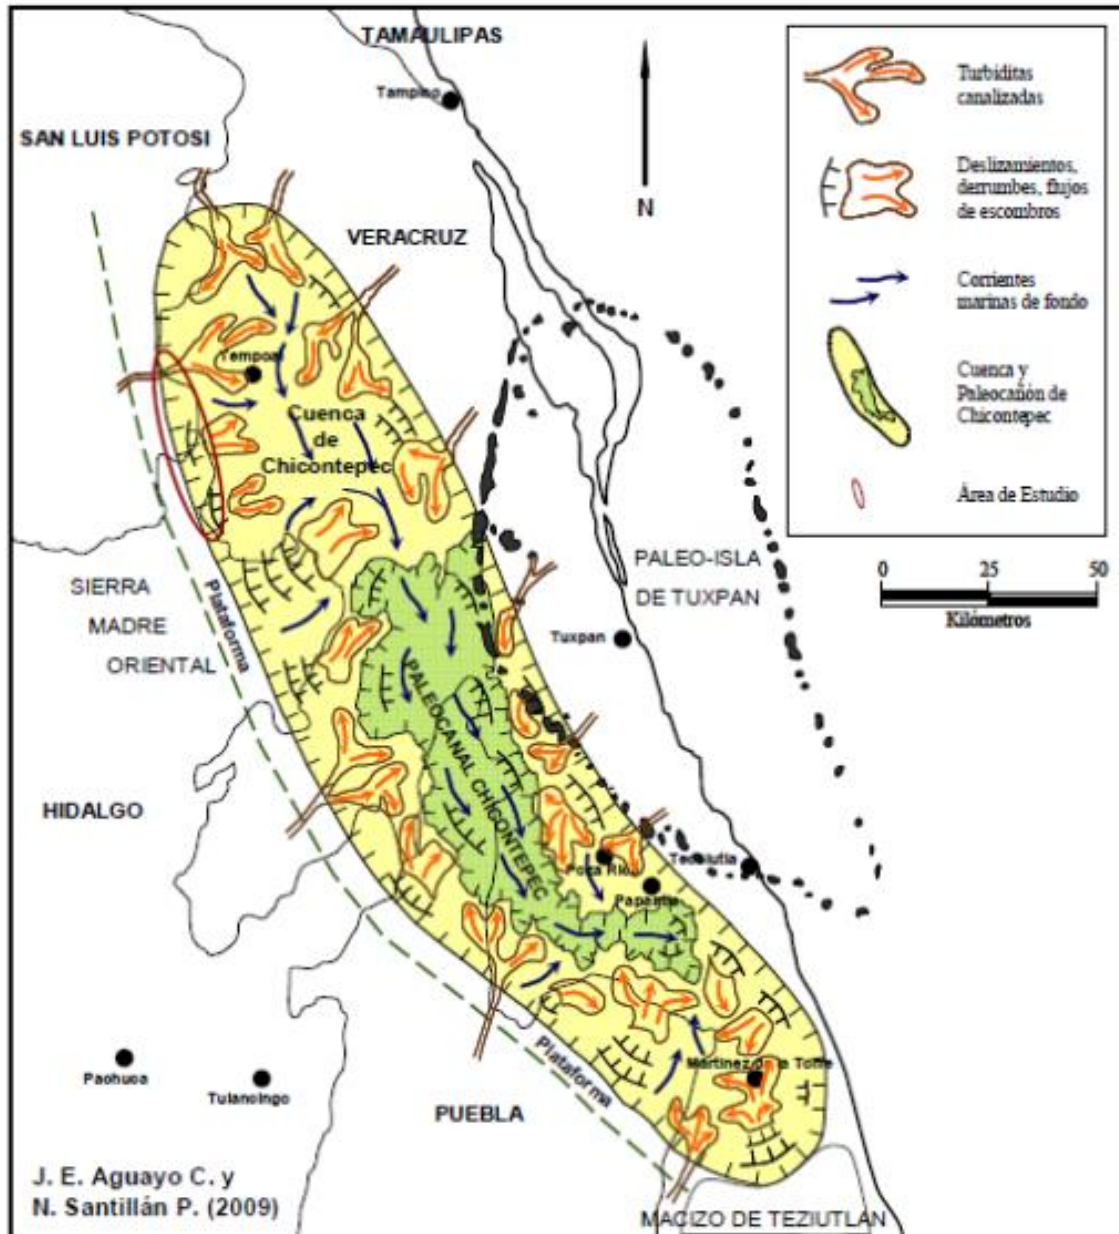 TAMAULIPAS
Tampico
SAN LUIS POTOSI
VERACRUZ
N
Turbiditas
canalizadas
Deslizamientos,
derrumbes, flujos
de escombros
Corrientes
marinas de fondo
Cuenca y
Paleocañón de
Chicontepec
Área de Estudio
0 25 50
Kilómetros
Tempoal
Cuenca
de
Chicontepec
SIERRA
MADRE
ORIENTAL
Plataforma
PALEO-ISLA
DE TUXPAN
Tuxpan
PALEOCANAL CHICONTEPEC
HIDALGO
Poza Rica
Tecolutla
Papantla
Pachuca
Tulancingo
Plataforma
Martinez de la Torre
PUEBLA
J. E. Aguayo C. y
N. Santillán P. (2009)
MACIZO DE TEZIUTLAN